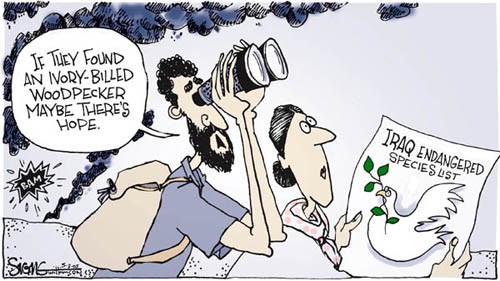 IF THEY FOUND
AN IVORY-BILLED
WOODPECKER
MAYBE THERE'S
HOPE.
IRAQ ENDANGERED
SPECIES LIST
BAM
SIGNE